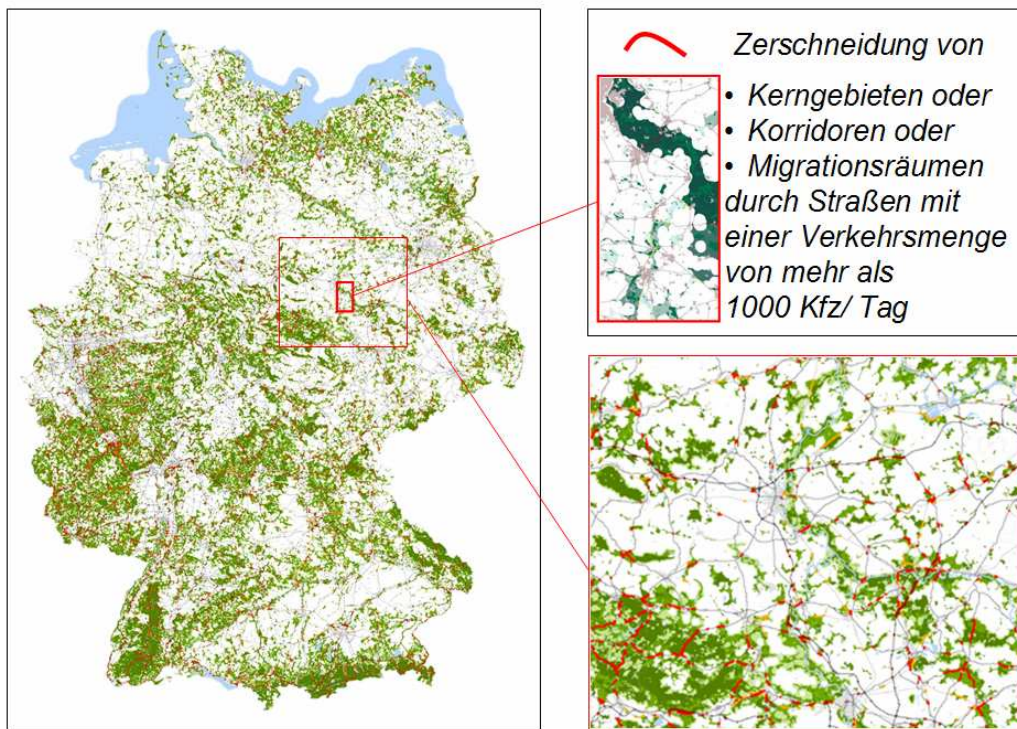 Zerschneidung von
• Kerngebieten oder
• Korridoren oder
• Migrationsräumen
durch Straßen mit
einer Verkehrsmenge
von mehr als
1000 Kfz/ Tag